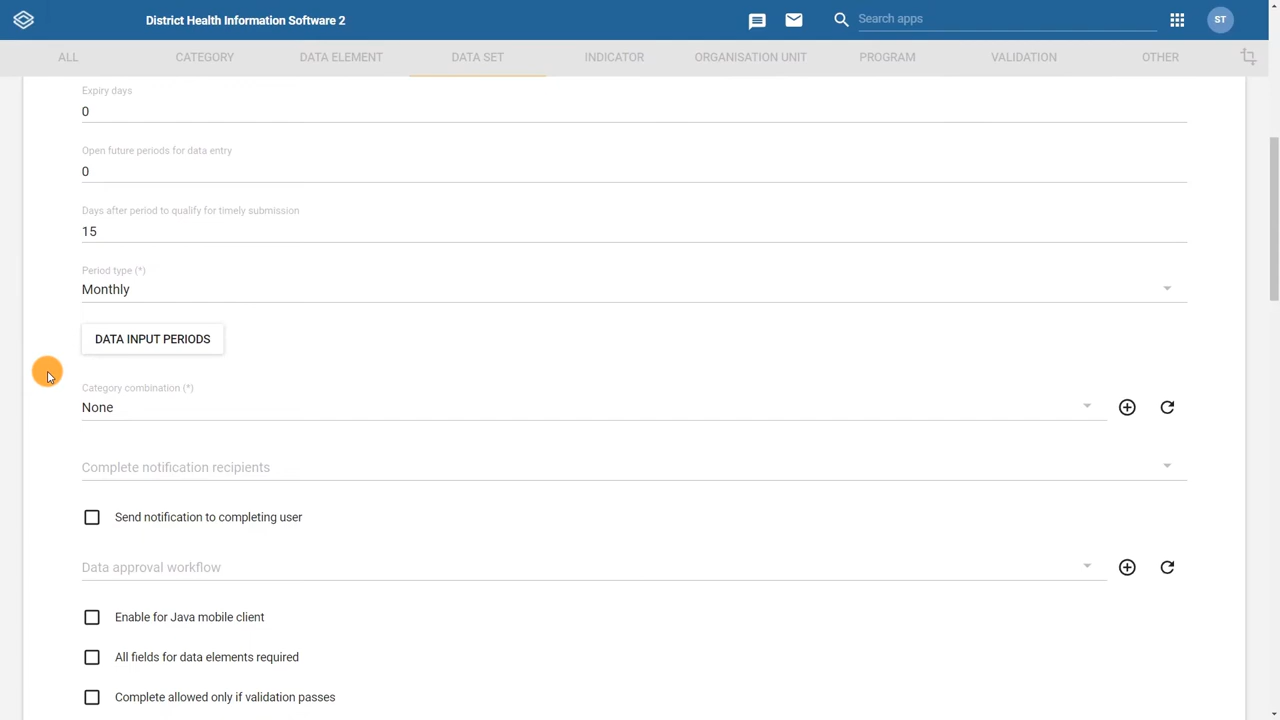 District Health Information Software 2
Search apps
ST
ALL CATEGORY DATA ELEMENT DATA SET INDICATOR ORGANISATION UNIT PROGRAM VALIDATION OTHER
Expiry days
0
Open future periods for data entry
0
Days after period to qualify for timely submission
15
Period type (*)
Monthly
DATA INPUT PERIODS
Category combination (*)
None
Complete notification recipients
Send notification to completing user
Data approval workflow
Enable for Java mobile client
All fields for data elements required
Complete allowed only if validation passes